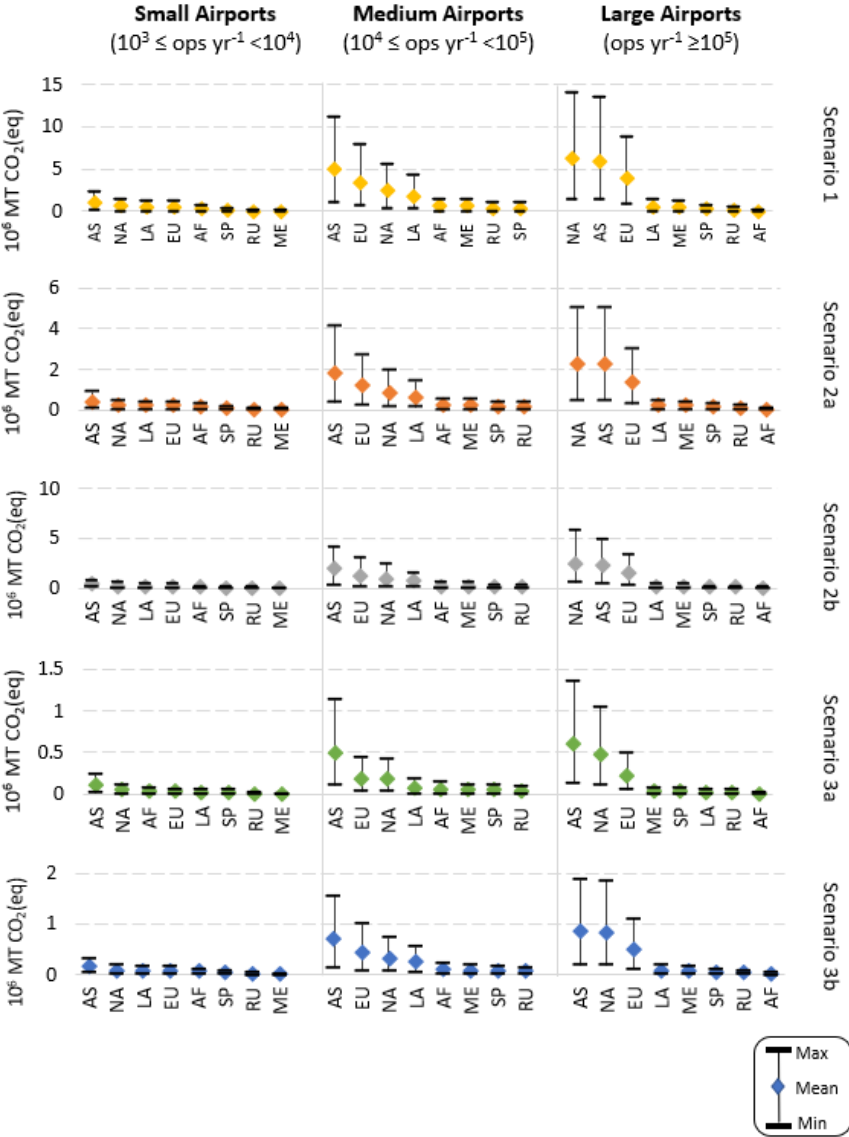 Small Airports Medium Airports Large Airports
(10³ ≤ ops yr⁻¹ <10⁴) (10⁴ ≤ ops yr⁻¹ <10⁵) (ops yr⁻¹ ≥10⁵)
10⁶ MT CO₂(eq)
15
10
5
0
AS NA LA EU AF SP RU ME
AS EU NA LA AF ME RU SP
NA AS EU LA ME SP RU AF
Scenario 1
10⁶ MT CO₂(eq)
6
4
2
0
AS NA LA EU AF SP RU ME
AS EU NA LA AF ME SP RU
NA AS EU LA ME SP RU AF
Scenario 2a
10⁶ MT CO₂(eq)
10
5
0
AS NA LA EU AF SP RU ME
AS EU NA LA AF ME SP RU
NA AS EU LA ME SP RU AF
Scenario 2b
10⁶ MT CO₂(eq)
1.5
1
0.5
0
AS NA AF EU LA SP RU ME
AS EU NA LA AF ME SP RU
AS NA EU ME SP LA RU AF
Scenario 3a
10⁶ MT CO₂(eq)
2
1
0
AS NA LA EU AF SP RU ME
AS EU NA LA AF ME SP RU
AS NA EU LA ME SP RU AF
Scenario 3b
Max
Mean
Min